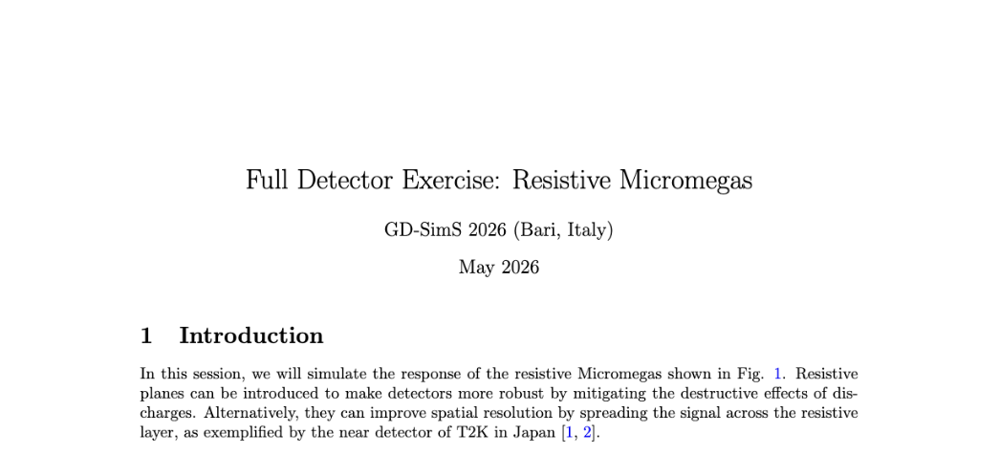 Full Detector Exercise: Resistive Micromegas
GD-SimS 2026 (Bari, Italy)
May 2026
1 Introduction
In this session, we will simulate the response of the resistive Micromegas shown in Fig. 1. Resistive
planes can be introduced to make detectors more robust by mitigating the destructive effects of dis-
charges. Alternatively, they can improve spatial resolution by spreading the signal across the resistive
layer, as exemplified by the near detector of T2K in Japan [1, 2].